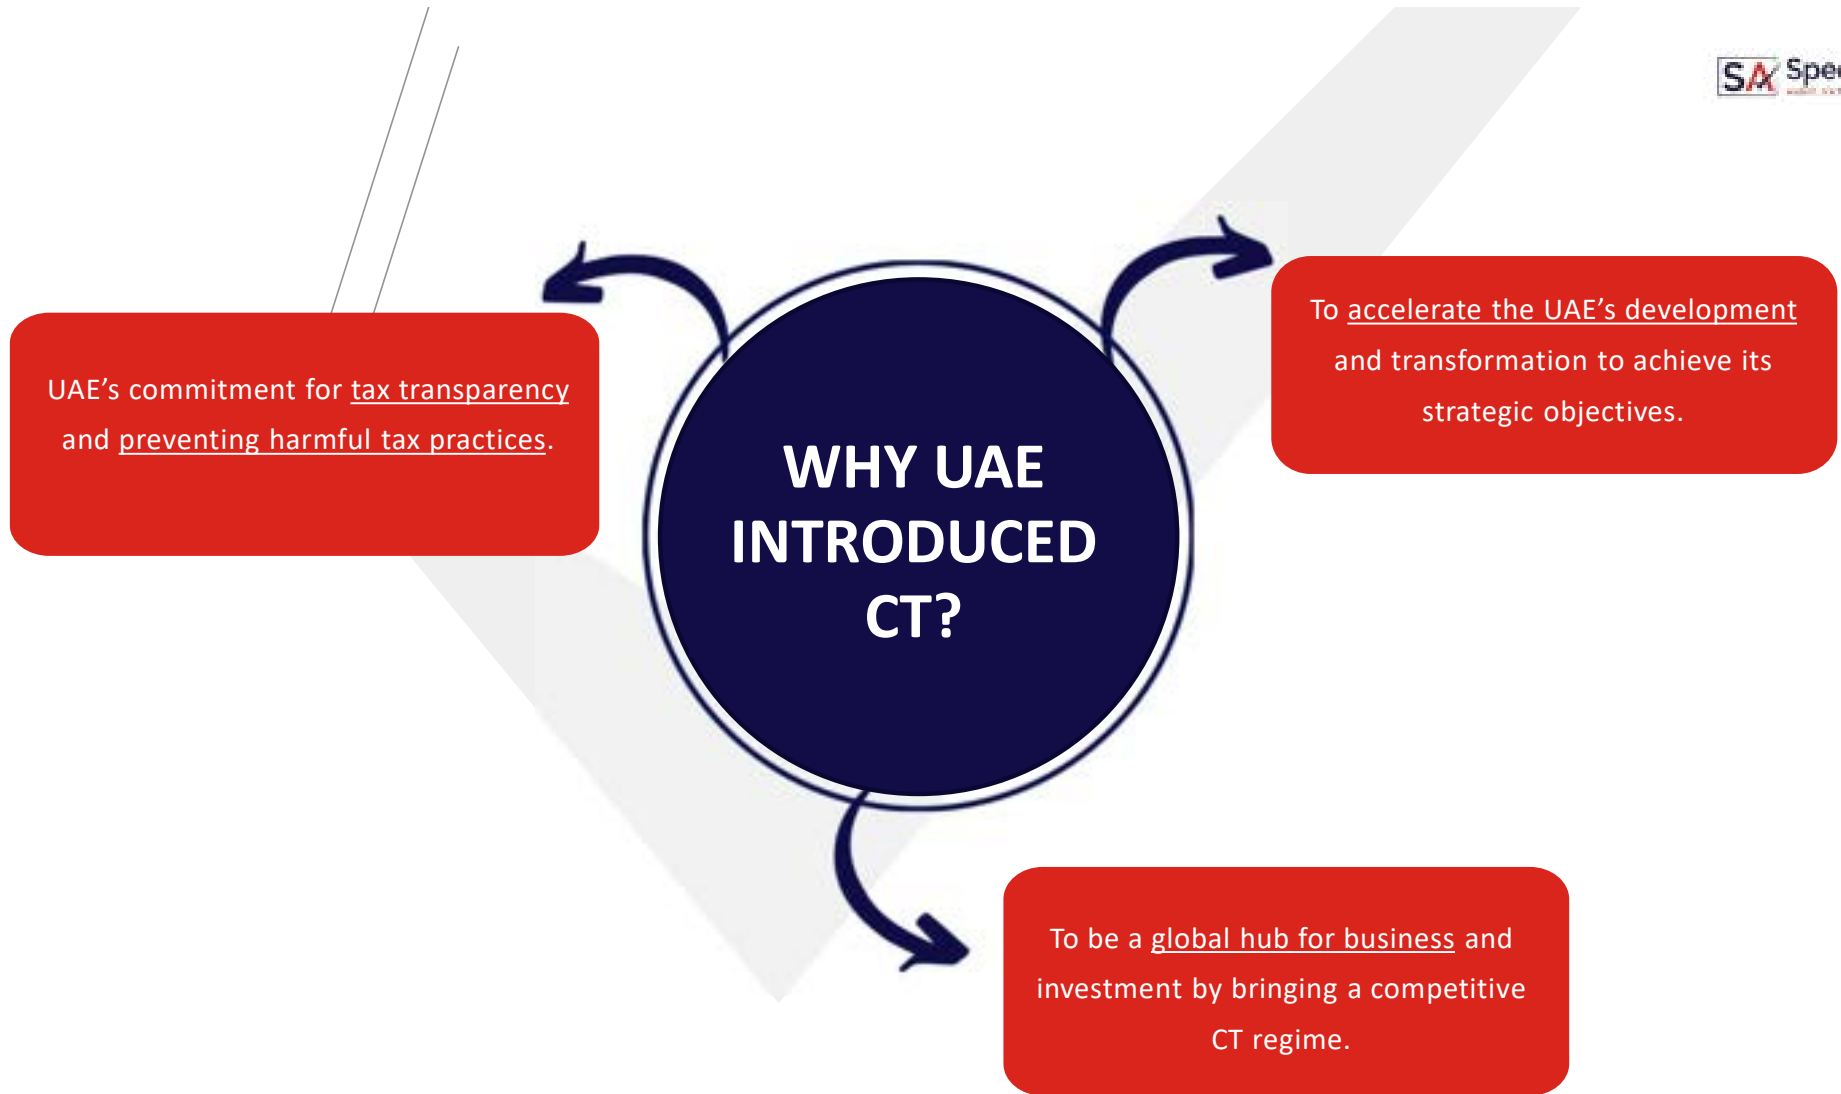 SA
UAE’s commitment for tax transparency
and preventing harmful tax practices.
WHY UAE
INTRODUCED
CT?
To accelerate the UAE’s development
and transformation to achieve its
strategic objectives.
To be a global hub for business and
investment by bringing a competitive
CT regime.